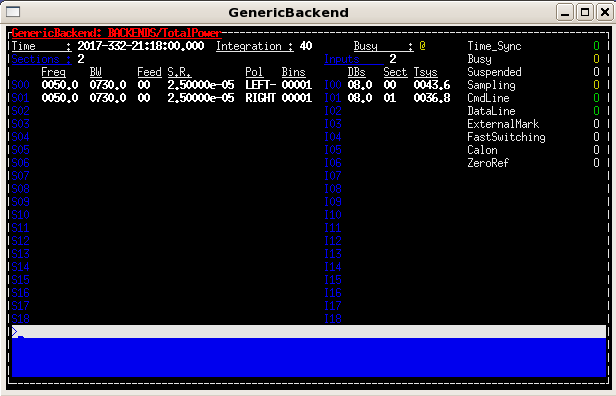 GenericBackend
GenericBackend: BACKENDS/TotalPower
Time : 2017-332-21:18:00.000 Integration : 40 Busy : @ Time_Sync 0
Sections : 2 Inputs 2 Busy 0
Freq BW Feed S.R. Pol Bins DBs Sect Tsys Suspended 0
S00 0050.0 0730.0 00 2.50000e-05 LEFT- 00001 I00 08.0 00 0043.6 Sampling 0
S01 0050.0 0730.0 00 2.50000e-05 RIGHT 00001 I01 08.0 01 0036.8 CmdLine 0
S02 I02 DataLine 0
S03 I03 ExternalMark 0
S04 I04 FastSwitching 0
S05 I05 Calon 0
S06 I06 ZeroRef 0
S07 I07
S08 I08
S09 I09
S10 I10
S11 I11
S12 I12
S13 I13
S14 I14
S15 I15
S16 I16
S17 I17
S18 I18
>_